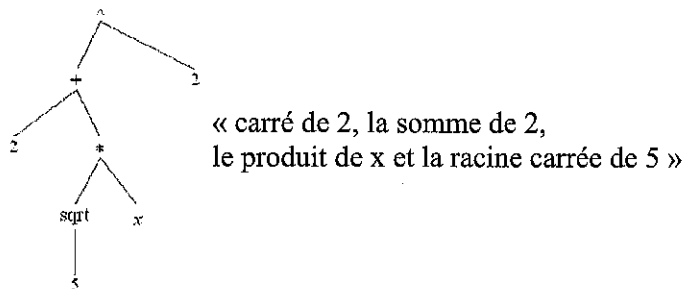 ^
+ 2
2 *
sqrt x
5
« carré de 2, la somme de 2,
le produit de x et la racine carrée de 5 »